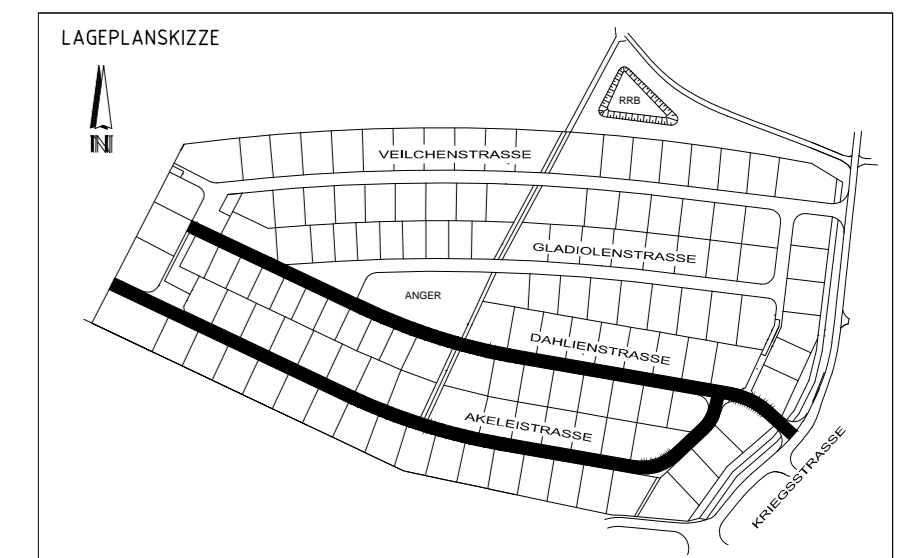 LAGEPLANSKIZZE
N
RRB
VEILCHENSTRASSE
GLADIOLENSTRASSE
ANGER
DAHLIENSTRASSE
AKELEISTRASSE
KRIEGSSTRASSE